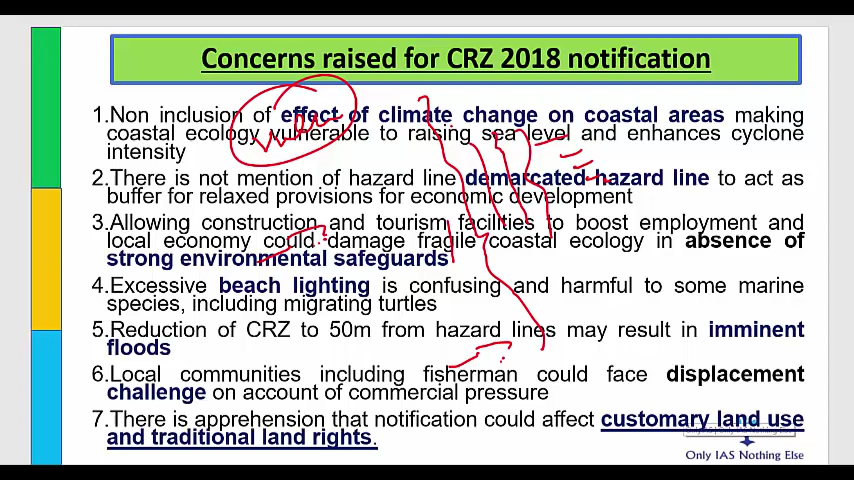 Concerns raised for CRZ 2018 notification
1.Non inclusion of effect of climate change on coastal areas making
coastal ecology vulnerable to raising sea level and enhances cyclone
intensity
2.There is not mention of hazard line demarcated hazard line to act as
buffer for relaxed provisions for economic development
3.Allowing construction and tourism facilities to boost employment and
local economy could damage fragile coastal ecology in absence of
strong environmental safeguards
4.Excessive beach lighting is confusing and harmful to some marine
species, including migrating turtles
5.Reduction of CRZ to 50m from hazard lines may result in imminent
floods
6.Local communities including fisherman could face displacement
challenge on account of commercial pressure
7.There is apprehension that notification could affect customary land use
and traditional land rights.
Only IAS Nothing Else